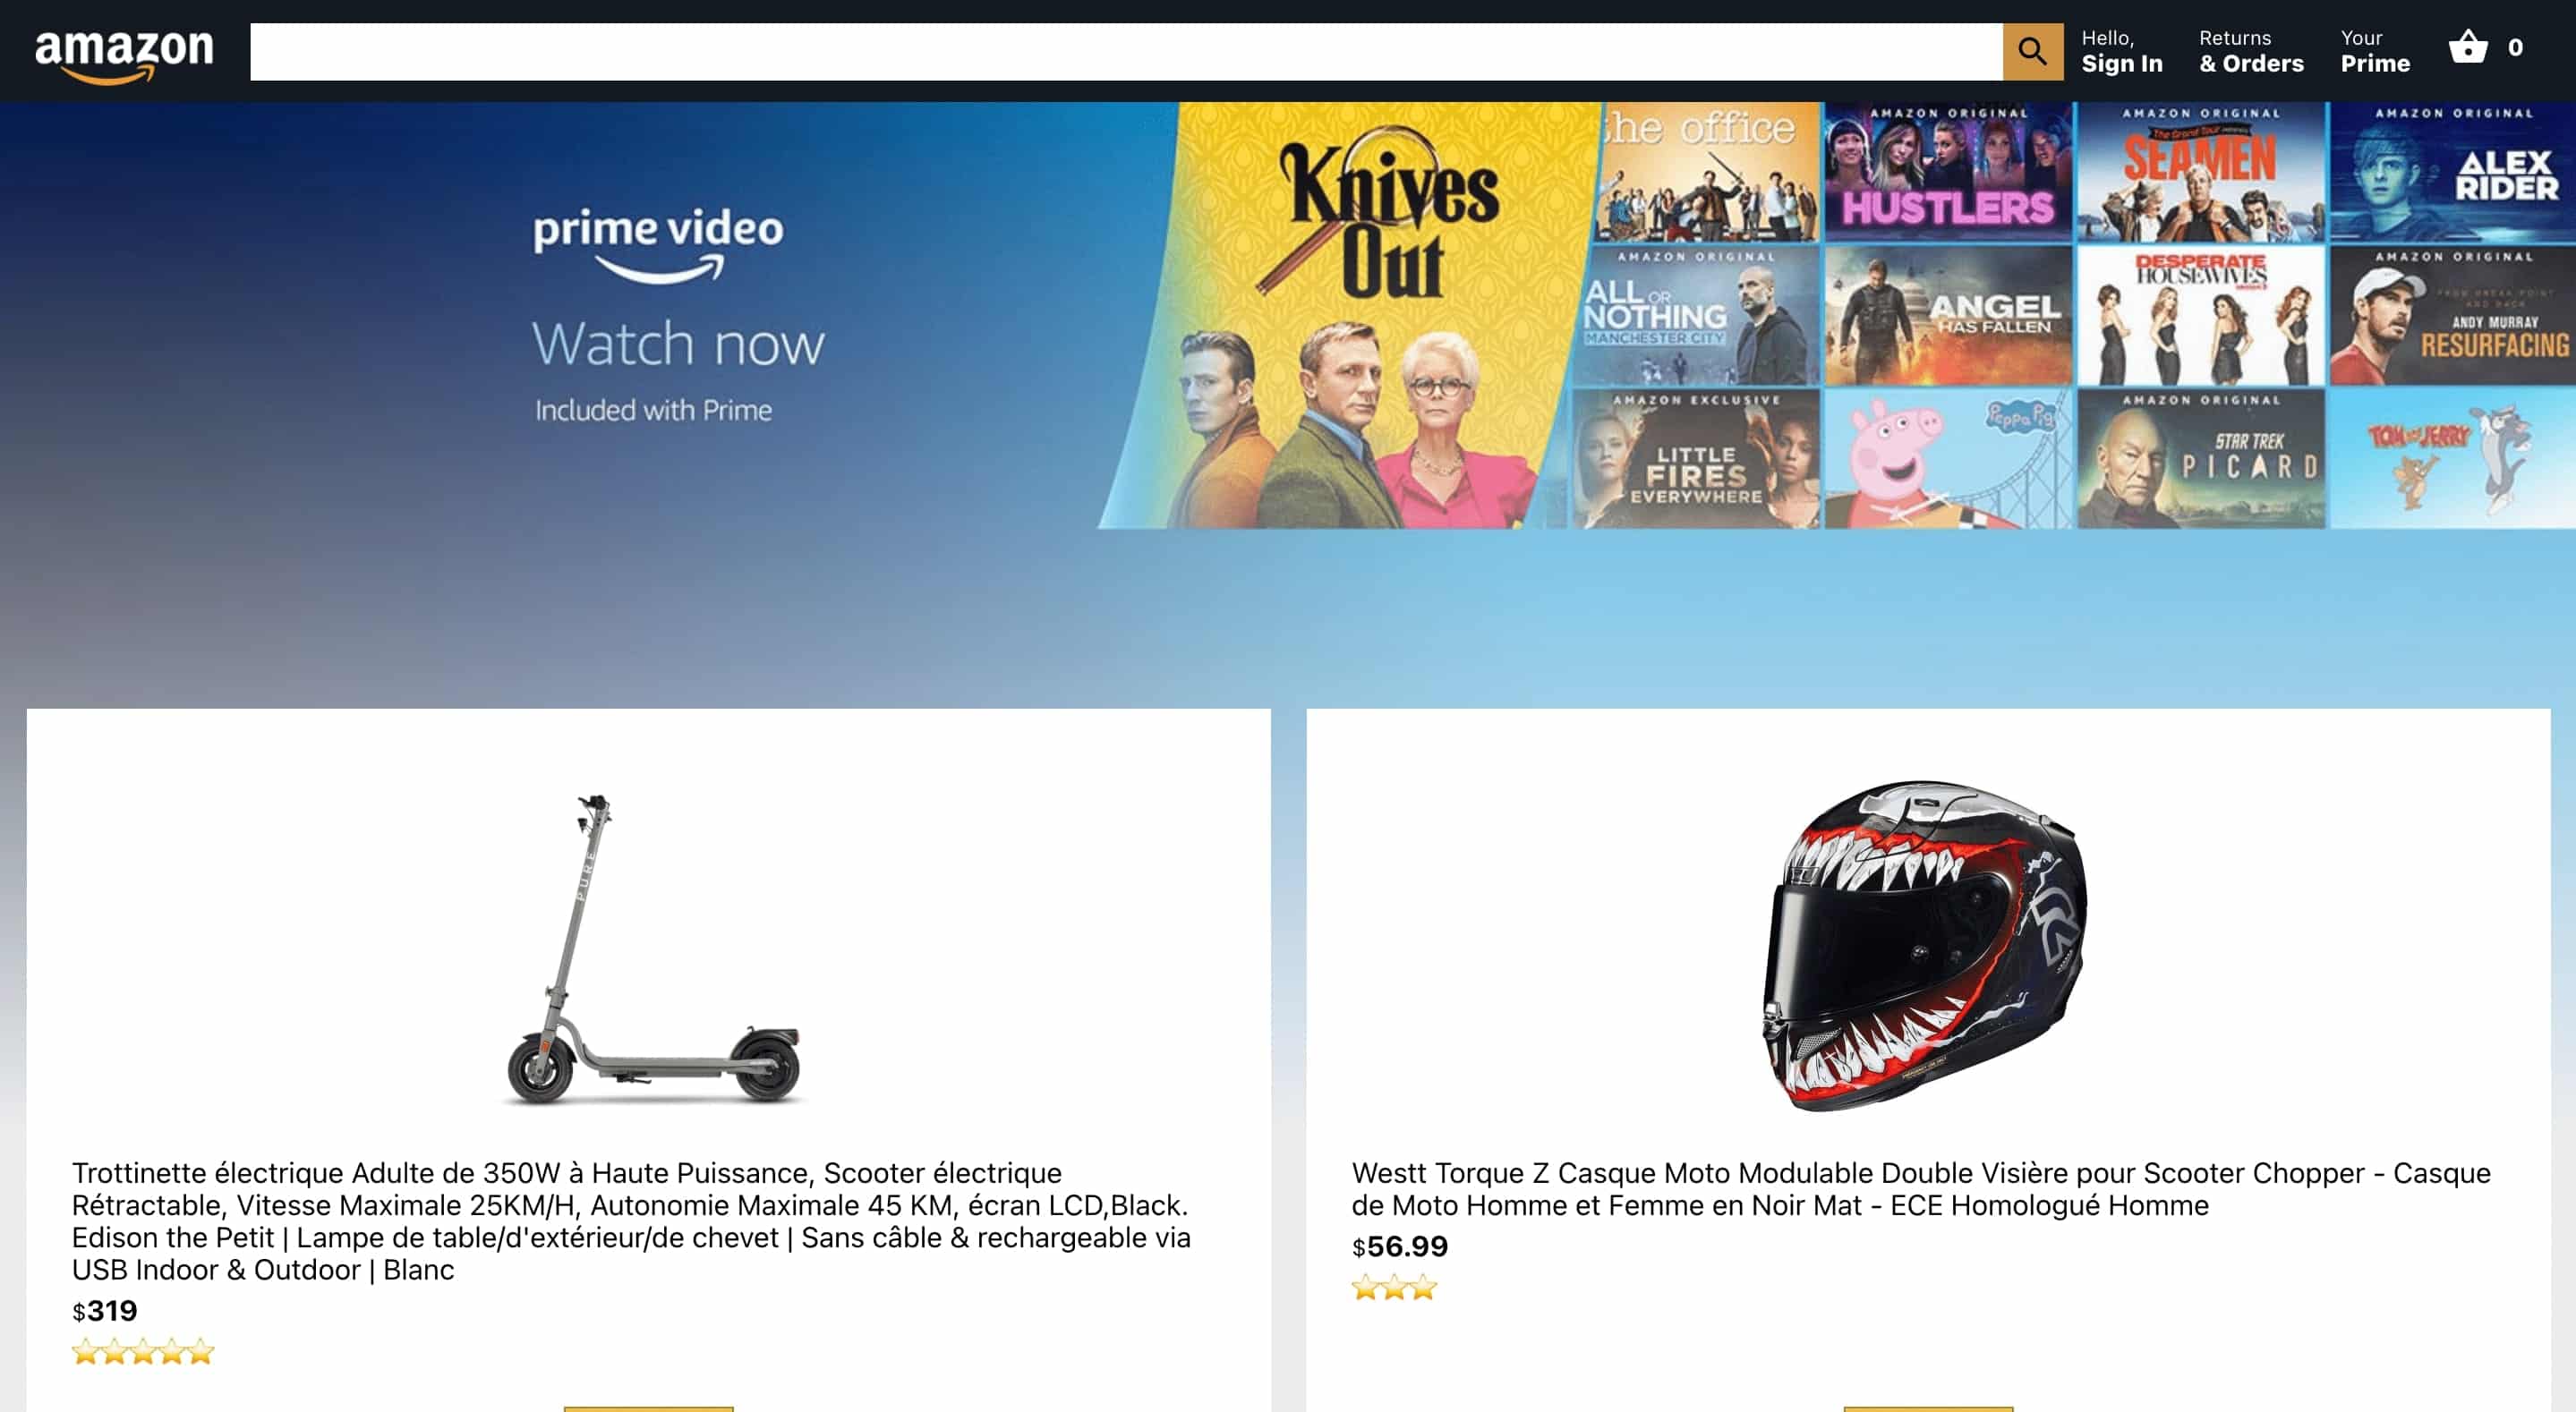 amazon
Hello,
Sign In
Returns
& Orders
Your
Prime
0
prime video
Watch now
Included with Prime
Knives
Out
the office
AMAZON ORIGINAL
HUSTLERS
AMAZON ORIGINAL
The Grand Tour
SEAMEN
AMAZON ORIGINAL
ALEX
RIDER
AMAZON ORIGINAL
ALL OR
NOTHING
MANCHESTER CITY
ANGEL
HAS FALLEN
DESPERATE
HOUSEWIVES
AMAZON ORIGINAL
ANDY MURRAY
RESURFACING
AMAZON EXCLUSIVE
LITTLE
FIRES
EVERYWHERE
Peppa Pig
AMAZON ORIGINAL
STAR TREK
PICARD
TOM and JERRY
PURE
Trottinette électrique Adulte de 350W à Haute Puissance, Scooter électrique
Rétractable, Vitesse Maximale 25KM/H, Autonomie Maximale 45 KM, écran LCD,Black.
Edison the Petit | Lampe de table/d'extérieur/de chevet | Sans câble & rechargeable via
USB Indoor & Outdoor | Blanc
$319
Westt Torque Z Casque Moto Modulable Double Visière pour Scooter Chopper - Casque
de Moto Homme et Femme en Noir Mat - ECE Homologué Homme
$56.99